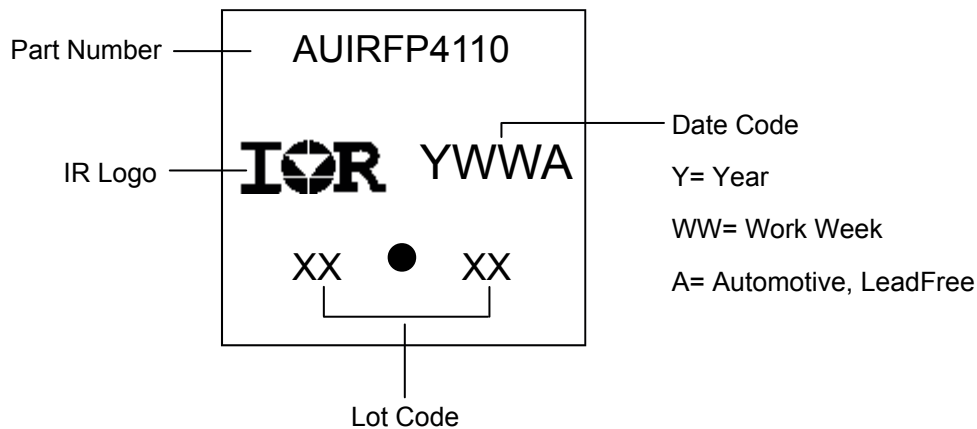 Part Number
AUIRFP4110
IR Logo
IOR
YWWA
Date Code
Y= Year
WW= Work Week
A= Automotive, LeadFree
XX
XX
Lot Code